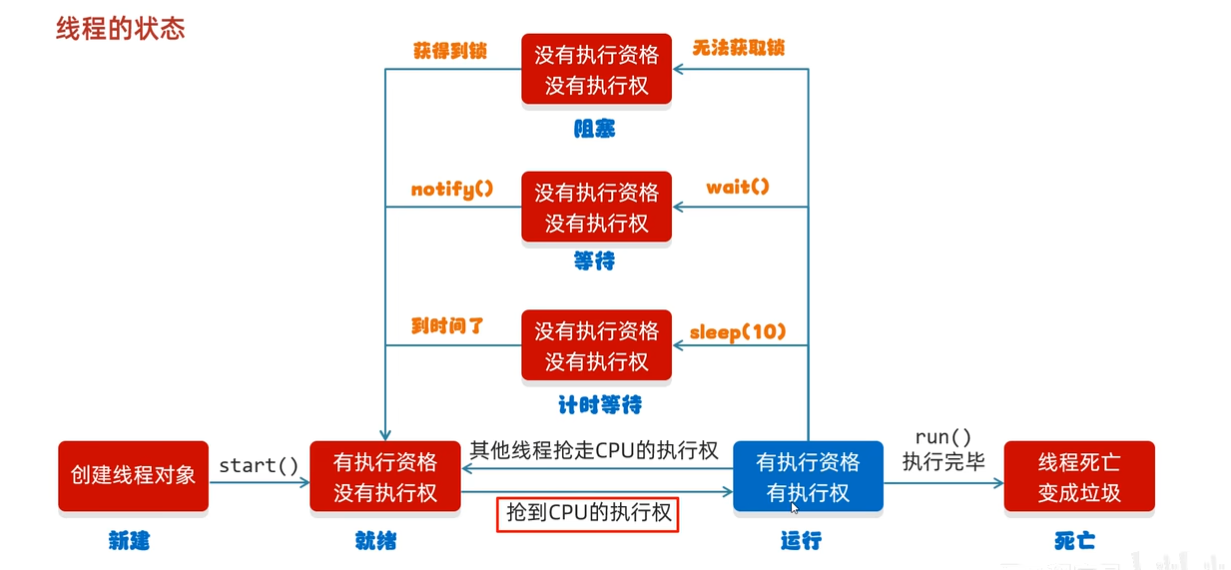 线程的状态
获得到锁
没有执行资格
没有执行权
无法获取锁
阻塞
notify()
没有执行资格
没有执行权
wait()
等待
到时间了
没有执行资格
没有执行权
sleep(10)
计时等待
创建线程对象
start()
有执行资格
没有执行权
其他线程抢走CPU的执行权
抢到CPU的执行权
有执行资格
有执行权
run()
执行完毕
线程死亡
变成垃圾
新建
就绪
运行
死亡